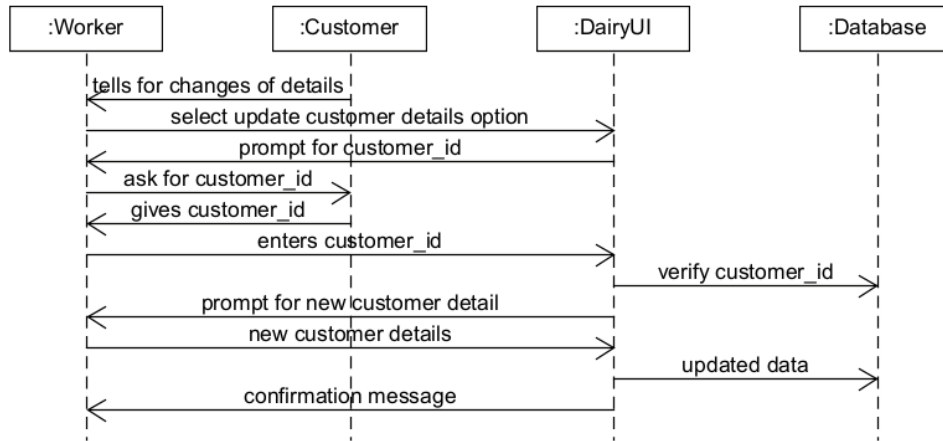 :Worker
:Customer
:DairyUI
:Database
tells for changes of details
select update customer details option
prompt for customer_id
ask for customer_id
gives customer_id
enters customer_id
verify customer_id
prompt for new customer detail
new customer details
updated data
confirmation message